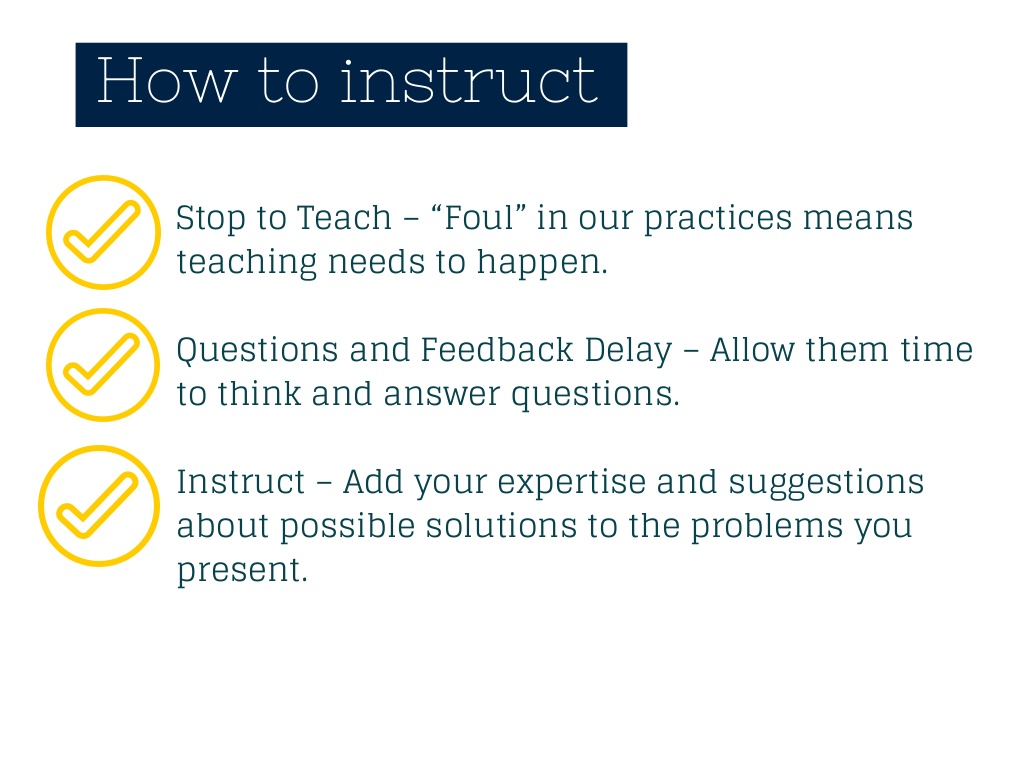 How to instruct
Stop to Teach – “Foul” in our practices means
teaching needs to happen.
Questions and Feedback Delay – Allow them time
to think and answer questions.
Instruct – Add your expertise and suggestions
about possible solutions to the problems you
present.